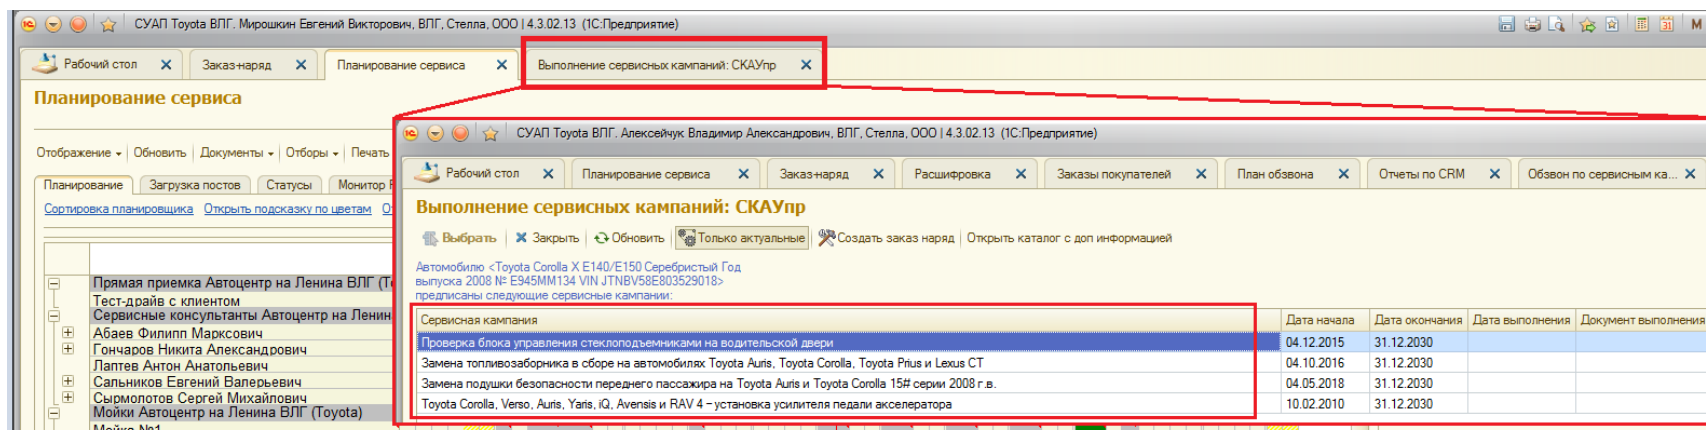 СУАП Toyota ВЛГ. Мирошкин Евгений Викторович, ВЛГ, Стелла, ООО | 4.3.02.13 (1С:Предприятие)
M
Рабочий стол
Заказ-наряд
Планирование сервиса
Выполнение сервисных кампаний: СКАУпр
Планирование сервиса
Отображение
Обновить
Документы
Отборы
Печать
Планирование
Загрузка постов
Статусы
Монитор
Сортировка планировщика
Открыть подсказку по цветам
Прямая приемка Автоцентр на Ленина ВЛГ
Тест-драйв с клиентом
Сервисные консультанты Автоцентр на Ленин
Абаев Филипп Марксович
Гончаров Никита Александрович
Лаптев Антон Анатольевич
Сальников Евгений Валерьевич
Сырмолотов Сергей Михайлович
Мойки Автоцентр на Ленина ВЛГ (Toyota)
Мойка №1
СУАП Toyota ВЛГ. Алексейчук Владимир Александрович, ВЛГ, Стелла, ООО | 4.3.02.13 (1С:Предприятие)
Рабочий стол
Планирование сервиса
Заказ-наряд
Расшифровка
Заказы покупателей
План обзвона
Отчеты по CRM
Обзвон по сервисным ка...
Выполнение сервисных кампаний: СКАУпр
Выбрать
Закрыть
Обновить
Только актуальные
Создать заказ наряд
Открыть каталог с доп информацией
Автомобилю <Toyota Corolla X E140/E150 Серебристый Год
выпуска 2008 № E945MM134 VIN JTNBV58E803529018>
предписаны следующие сервисные кампании:
Сервисная кампания Дата начала Дата окончания Дата выполнения Документ выполнения
Проверка блока управления стеклоподъемниками на водительской двери 04.12.2015 31.12.2030
Замена топливозаборника в сборе на автомобилях Toyota Auris, Toyota Corolla, Toyota Prius и Lexus CT 04.10.2016 31.12.2030
Замена подушки безопасности переднего пассажира на Toyota Auris и Toyota Corolla 15# серии 2008 г.в. 04.05.2018 31.12.2030
Toyota Corolla, Verso, Auris, Yaris, iQ, Avensis и RAV 4 – установка усилителя педали акселератора 10.02.2010 31.12.2030